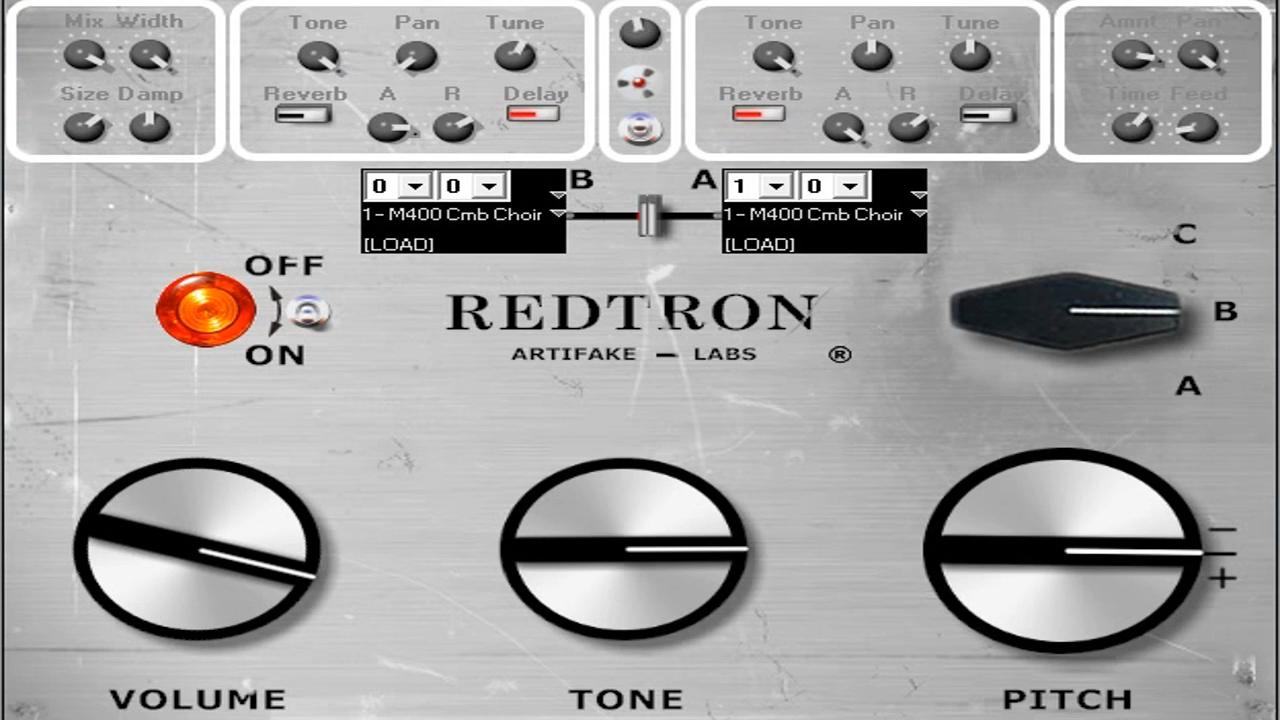 Mix Width
Size Damp
Tone Pan Tune
Reverb A R Delay
Tone Pan Tune
Reverb A R Delay
Amnt Pan
Time Feed
0 0
1- M400 Cmb Choir
[LOAD]
B A
1 0
1- M400 Cmb Choir
[LOAD]
OFF
ON
REDTRON
ARTIFAKE — LABS ®
C
B
A
−
+
VOLUME TONE PITCH